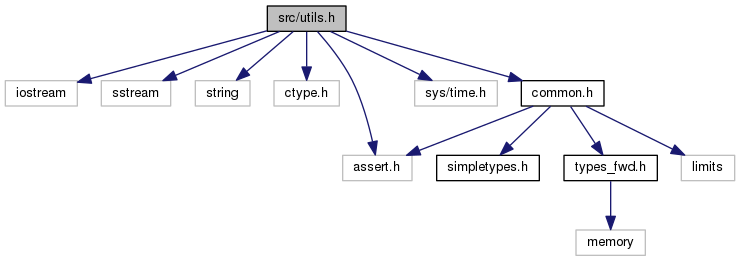 src/utils.h
iostream
sstream
string
ctype.h
sys/time.h
common.h
assert.h
simpletypes.h
types_fwd.h
limits
memory